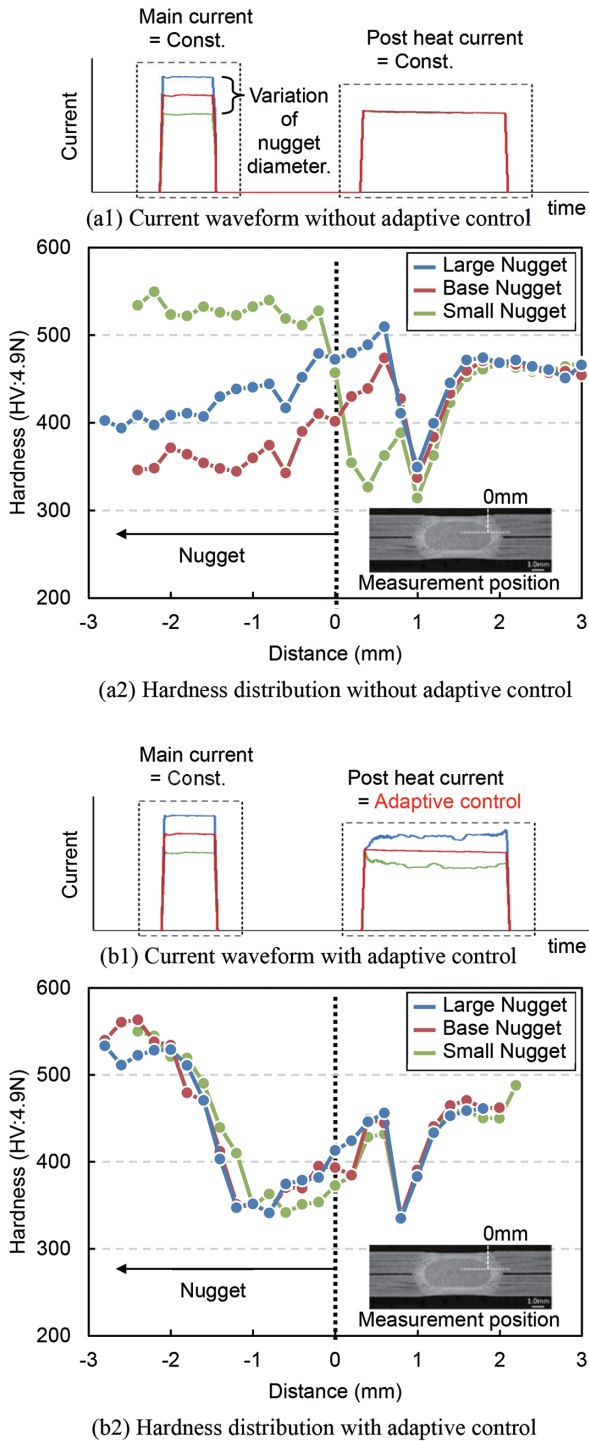 Main current
= Const.
Post heat current
= Const.
Current
Variation
of
nugget
diameter.
time
(a1) Current waveform without adaptive control
600
500
400
300
200
Hardness (HV:4.9N)
Large Nugget
Base Nugget
Small Nugget
0mm
1.0mm
Nugget
Measurement position
-3
-2
-1
0
1
2
3
Distance (mm)
(a2) Hardness distribution without adaptive control
Main current
= Const.
Post heat current
= Adaptive control
Current
time
(b1) Current waveform with adaptive control
600
500
400
300
200
Hardness (HV:4.9N)
Large Nugget
Base Nugget
Small Nugget
0mm
1.0mm
Nugget
Measurement position
-3
-2
-1
0
1
2
3
Distance (mm)
(b2) Hardness distribution with adaptive control